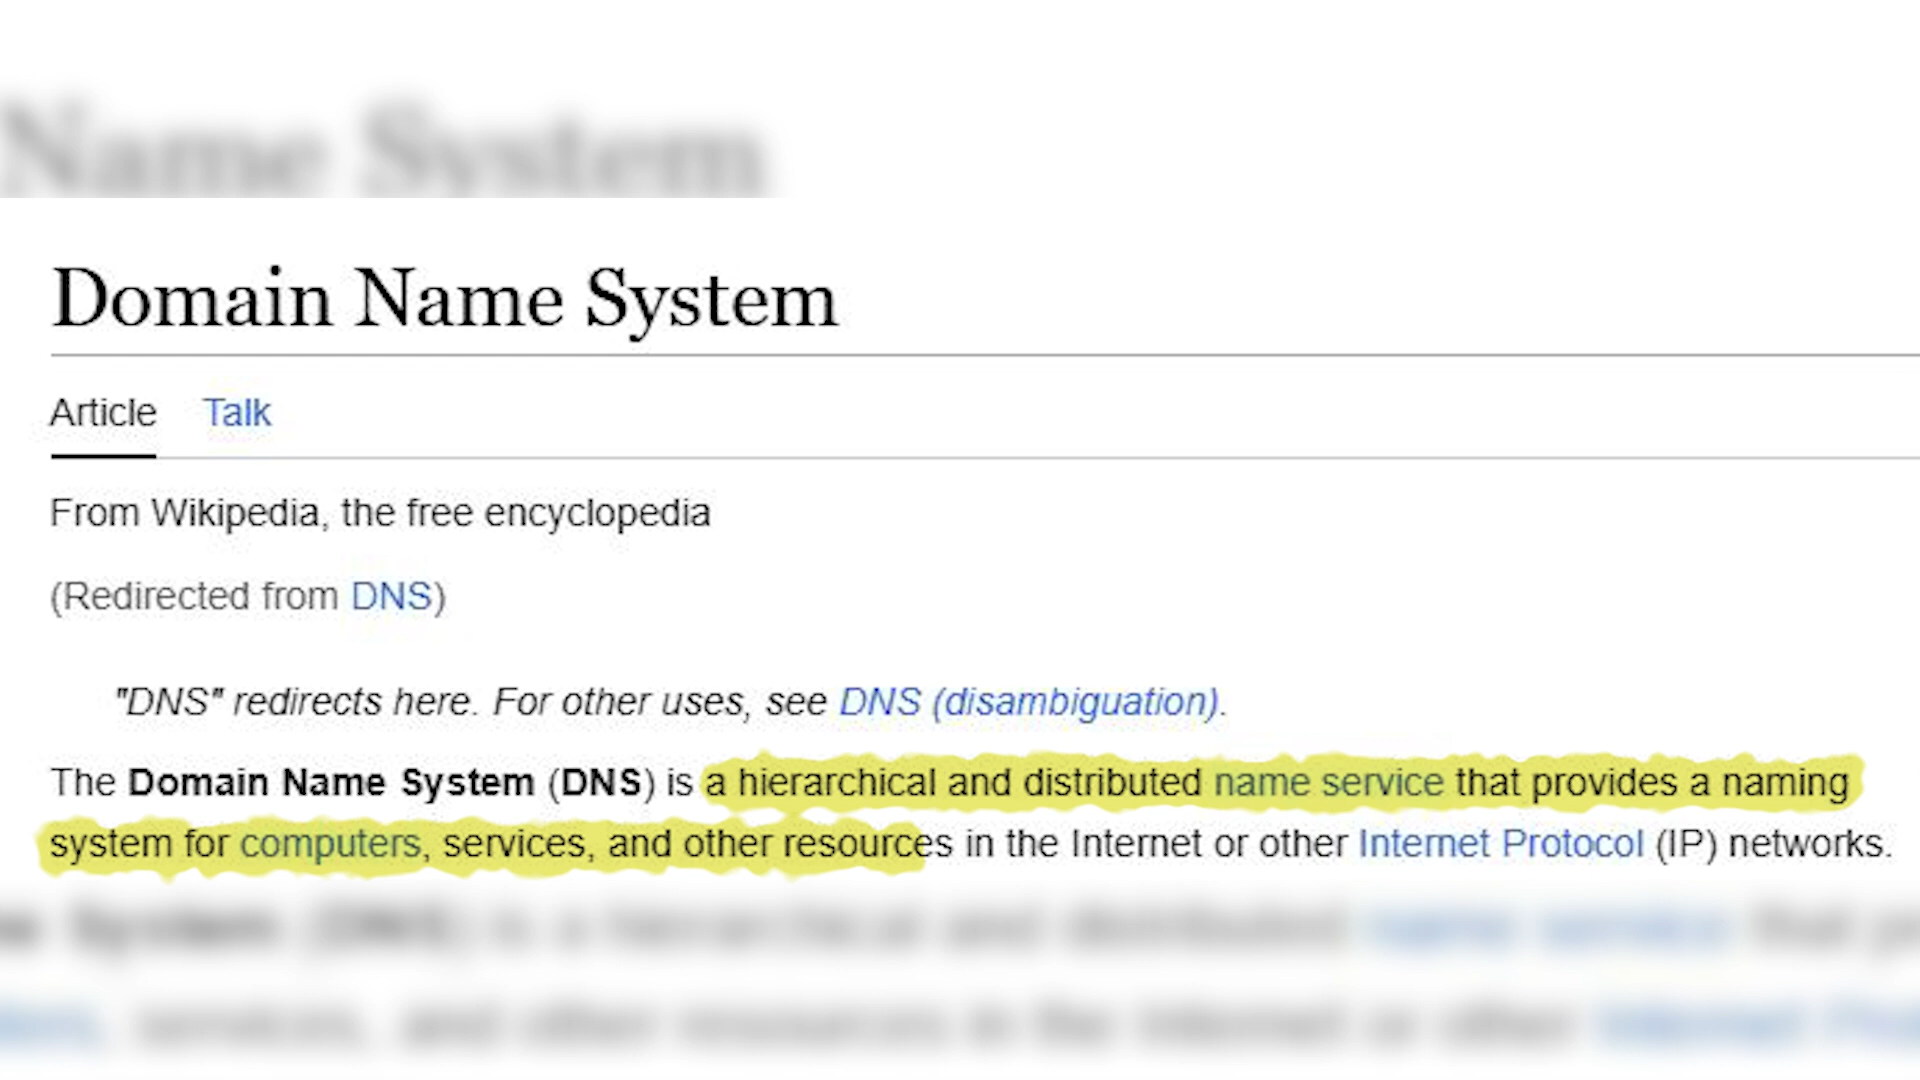 Name System
Domain Name System
Article Talk
From Wikipedia, the free encyclopedia
(Redirected from DNS)
"DNS" redirects here. For other uses, see DNS (disambiguation).
The Domain Name System (DNS) is a hierarchical and distributed name service that provides a naming
system for computers, services, and other resources in the Internet or other Internet Protocol (IP) networks.